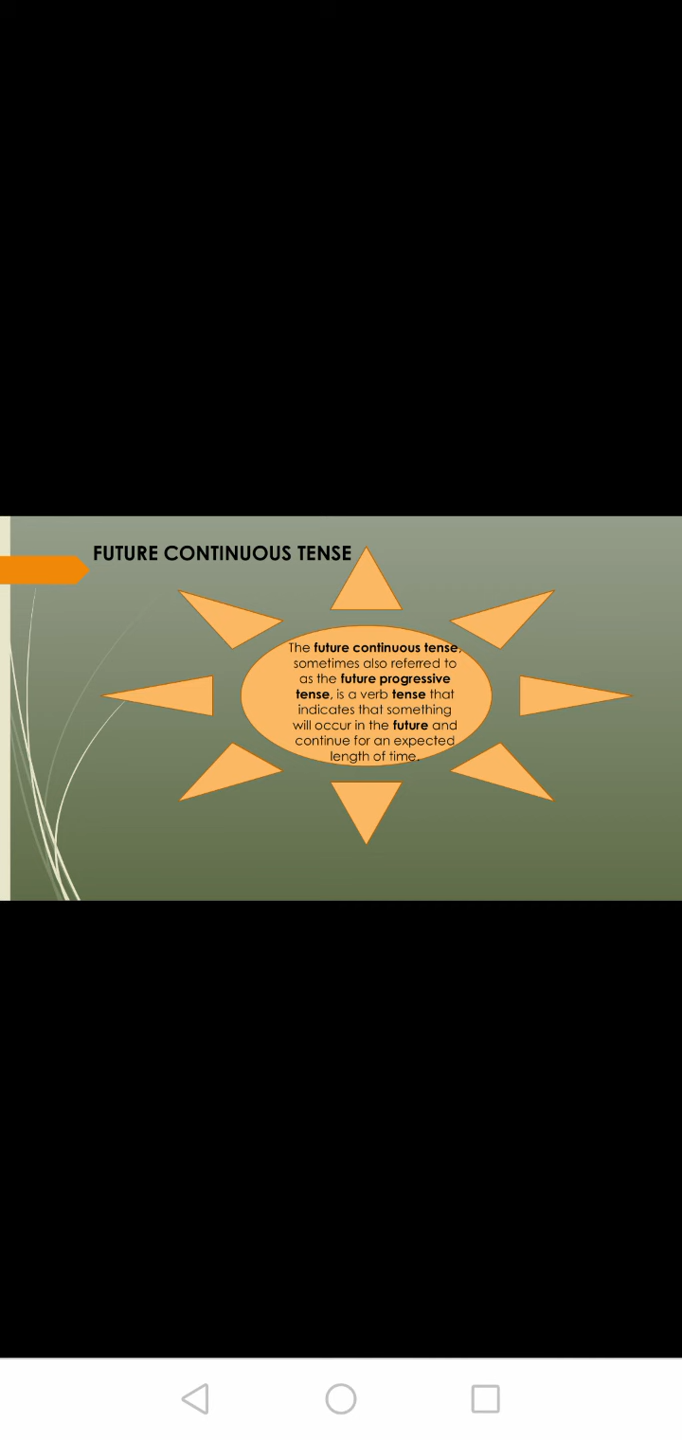 FUTURE CONTINUOUS TENSE
The future continuous tense,
sometimes also referred to
as the future progressive
tense, is a verb tense that
indicates that something
will occur in the future and
continue for an expected
length of time.